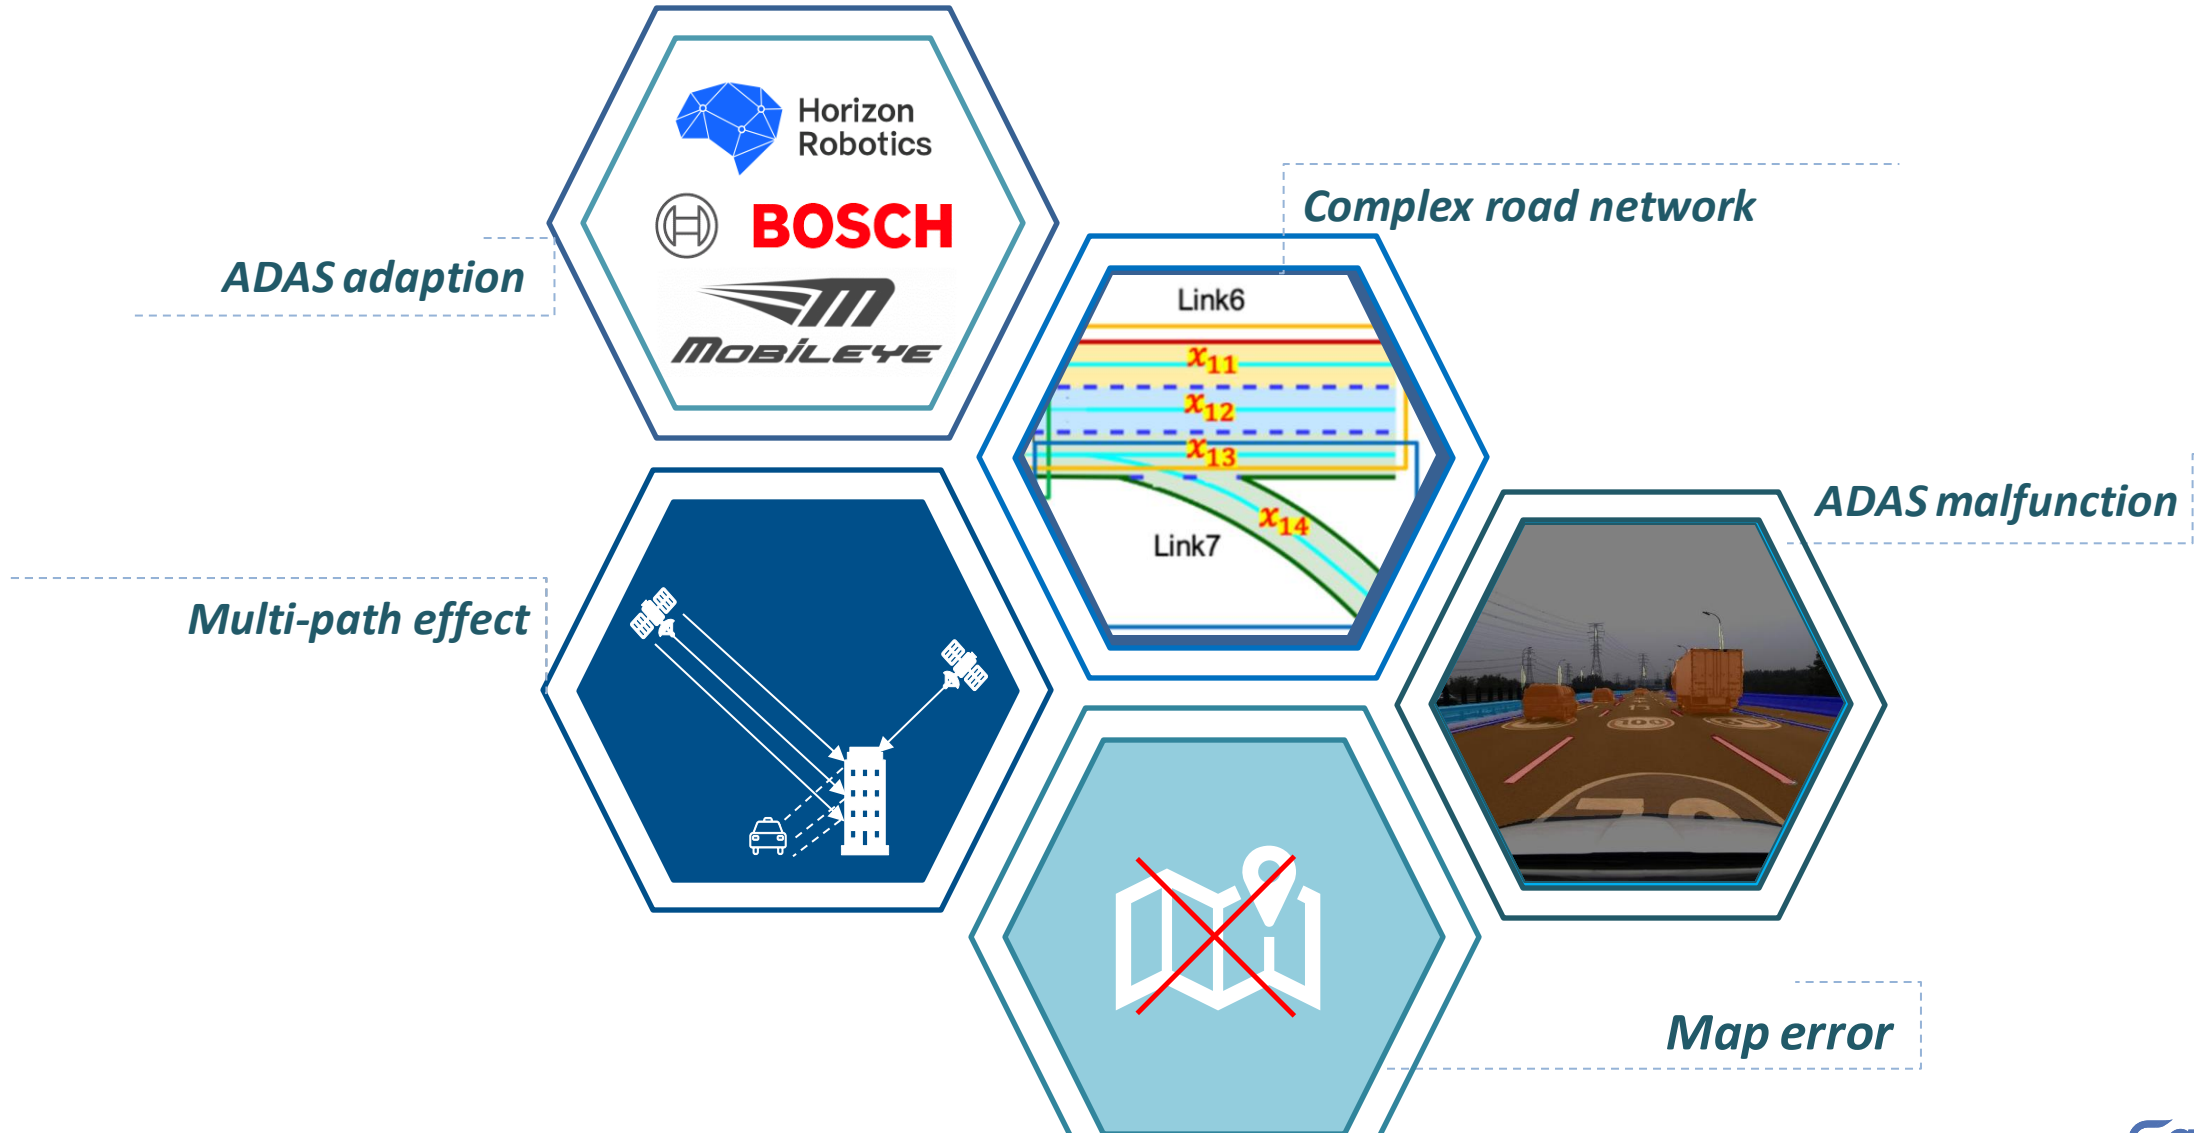 Horizon
Robotics
BOSCH
MOBILEYE
ADAS adaption
Complex road network
Link6
x11
x12
x13
x14
Link7
ADAS malfunction
Multi-path effect
Map error